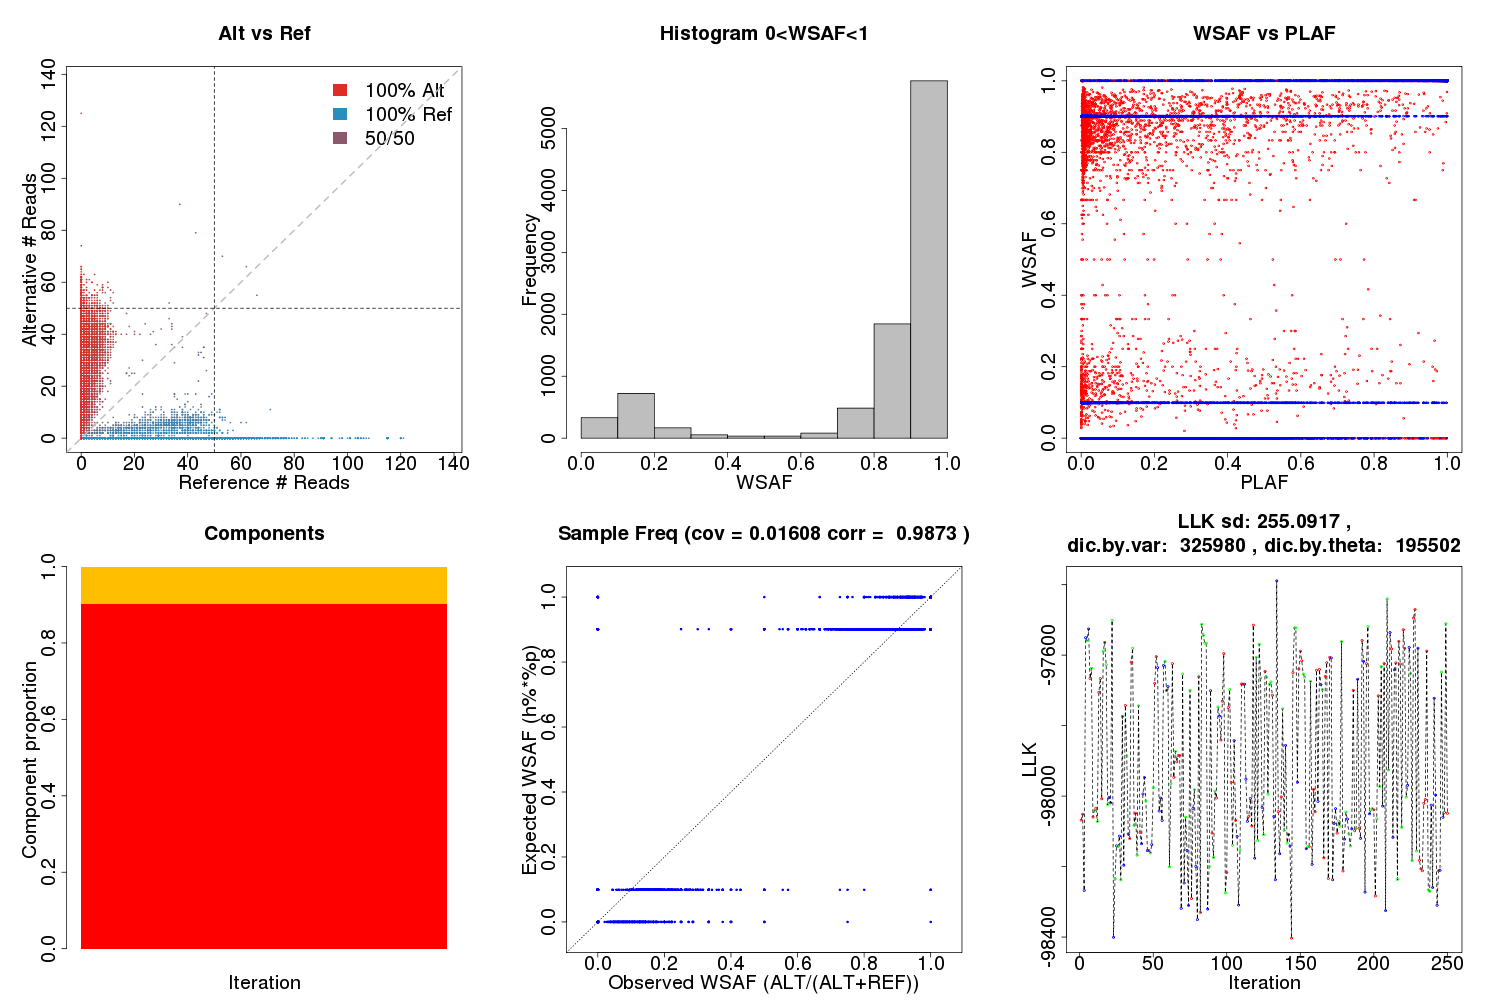 Alt vs Ref
100% Alt
100% Ref
50/50
Alternative # Reads
0 20 40 60 80 100 120 140
0 20 40 60 80 100 120 140
Reference # Reads
Histogram 0<WSAF<1
Frequency
0 1000 2000 3000 4000 5000
0.0 0.2 0.4 0.6 0.8 1.0
WSAF
WSAF vs PLAF
WSAF
0.0 0.2 0.4 0.6 0.8 1.0
0.0 0.2 0.4 0.6 0.8 1.0
PLAF
Components
Component proportion
0.0 0.2 0.4 0.6 0.8 1.0
Iteration
Sample Freq (cov = 0.01608 corr = 0.9873 )
Expected WSAF (h%*%p)
0.0 0.2 0.4 0.6 0.8 1.0
0.0 0.2 0.4 0.6 0.8 1.0
Observed WSAF (ALT/(ALT+REF))
LLK sd: 255.0917 ,
dic.by.var: 325980 , dic.by.theta: 195502
LLK
-98400 -98000 -97600
0 50 100 150 200 250
Iteration